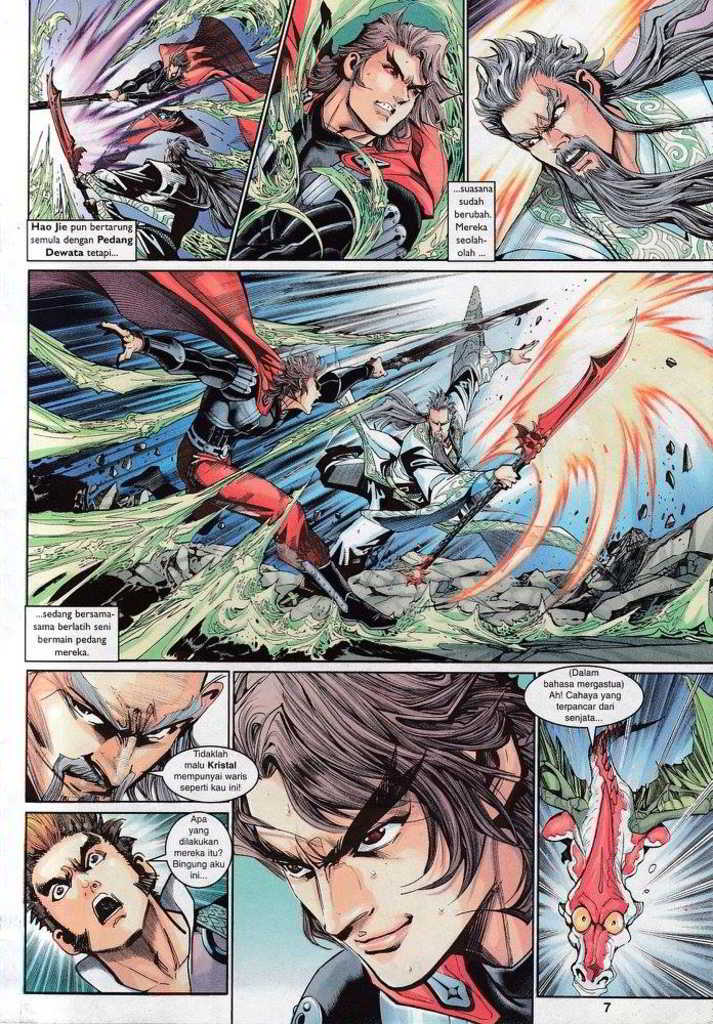 Hao Jie pun bertarung
semula dengan Pedang
Dewata tetapi...
...suasana
sudah
berubah.
Mereka
seolah-
olah ...
...sedang bersama-
sama berlatih seni
bermain pedang
mereka.
Tidaklah
malu Kristal
mempunyai waris
seperti kau ini!
Apa
yang
dilakukan
mereka itu?
Bingung aku
ini...
(Dalam
bahasa mergastua)
Ah! Cahaya yang
terpancar dari
senjata...
7